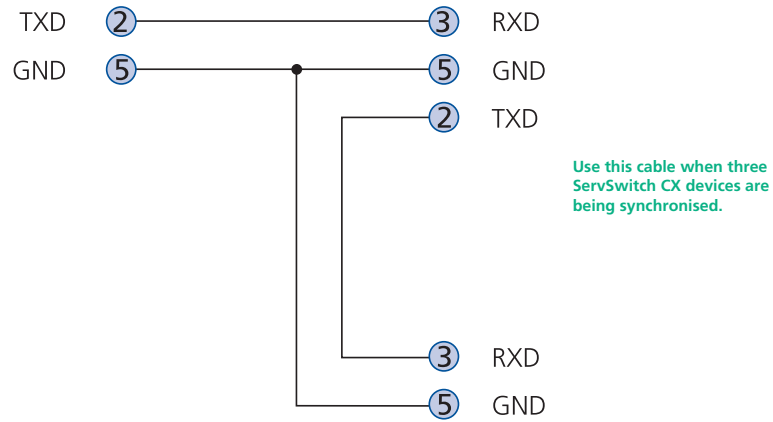 TXD 2 3 RXD
GND 5 5 GND
2 TXD
Use this cable when three
ServSwitch CX devices are
being synchronised.
3 RXD
5 GND